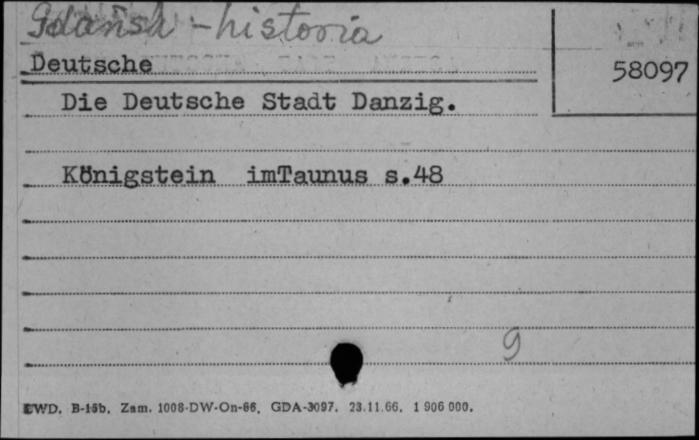 Gdańsk - historia
Deutsche
58097
Die Deutsche Stadt Danzig.
Königstein imTaunus s.48
9
EWD. B-15b. Zam. 1008-DW-On-66. GDA-3097. 23.11.66. 1 906 000.